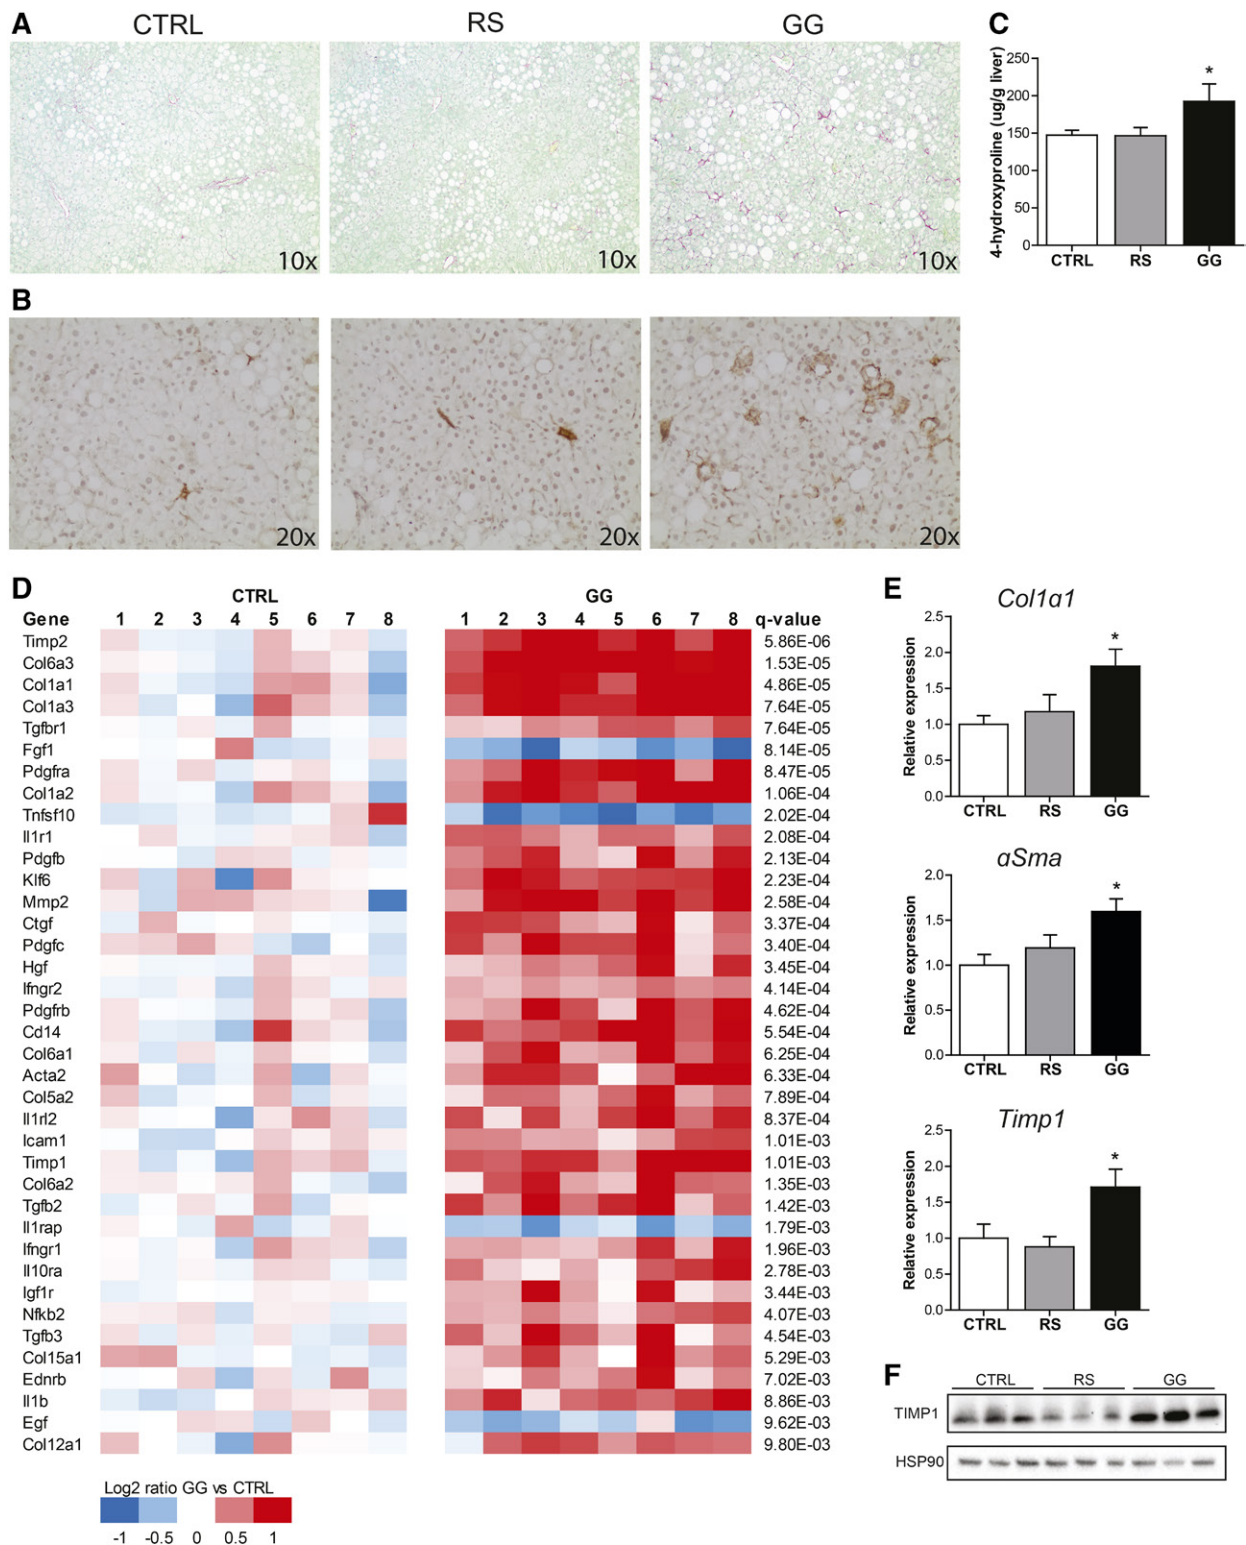 A
CTRL RS GG
10x 10x 10x
B
20x 20x 20x
C
4-hydroxyproline (ug/g liver)
250
200
150
100
50
0
*
CTRL RS GG
D
CTRL GG
Gene 1 2 3 4 5 6 7 8 1 2 3 4 5 6 7 8 q-value
Timp2 5.86E-06
Col6a3 1.53E-05
Col1a1 4.86E-05
Col1a3 7.64E-05
Tgfbr1 7.64E-05
Fgf1 8.14E-05
Pdgfra 8.47E-05
Col1a2 1.06E-04
Tnfsf10 2.02E-04
Il1r1 2.08E-04
Pdgfb 2.13E-04
Klf6 2.23E-04
Mmp2 2.58E-04
Ctgf 3.37E-04
Pdgfc 3.40E-04
Hgf 3.45E-04
Ifngr2 4.14E-04
Pdgfrb 4.62E-04
Cd14 5.54E-04
Col6a1 6.25E-04
Acta2 6.33E-04
Col5a2 7.89E-04
Il1rl2 8.37E-04
Icam1 1.01E-03
Timp1 1.01E-03
Col6a2 1.35E-03
Tgfb2 1.42E-03
Il1rap 1.79E-03
Ifngr1 1.96E-03
Il10ra 2.78E-03
Igf1r 3.44E-03
Nfkb2 4.07E-03
Tgfb3 4.54E-03
Col15a1 5.29E-03
Ednrb 7.02E-03
Il1b 8.86E-03
Egf 9.62E-03
Col12a1 9.80E-03
Log2 ratio GG vs CTRL
-1 -0.5 0 0.5 1
E
Col1α1
Relative expression
2.5
2.0
1.5
1.0
0.5
0.0
*
CTRL RS GG
αSma
Relative expression
2.0
1.5
1.0
0.5
0.0
*
CTRL RS GG
Timp1
Relative expression
2.5
2.0
1.5
1.0
0.5
0.0
*
CTRL RS GG
F
CTRL RS GG
TIMP1
HSP90